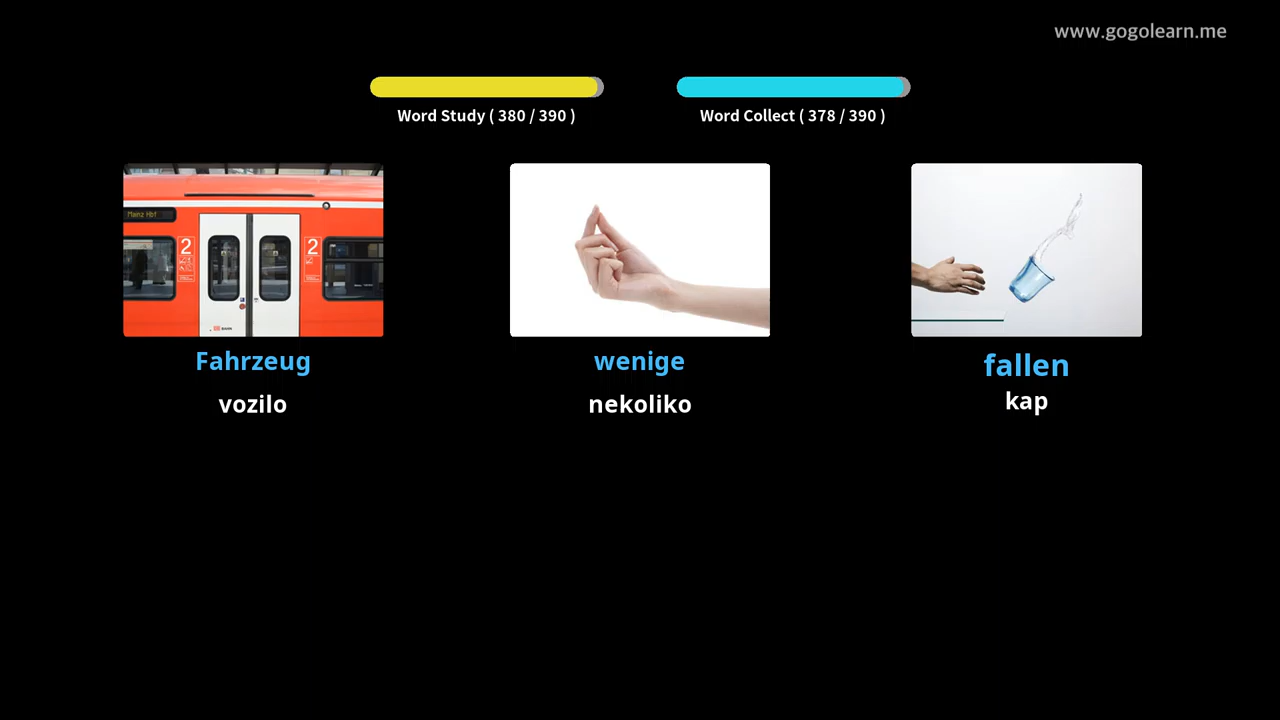 www.gogolearn.me
Word Study ( 380 / 390 )
Word Collect ( 378 / 390 )
Mainz Hbf
2
2
BAHN
Fahrzeug
wenige
fallen
vozilo
nekoliko
kap